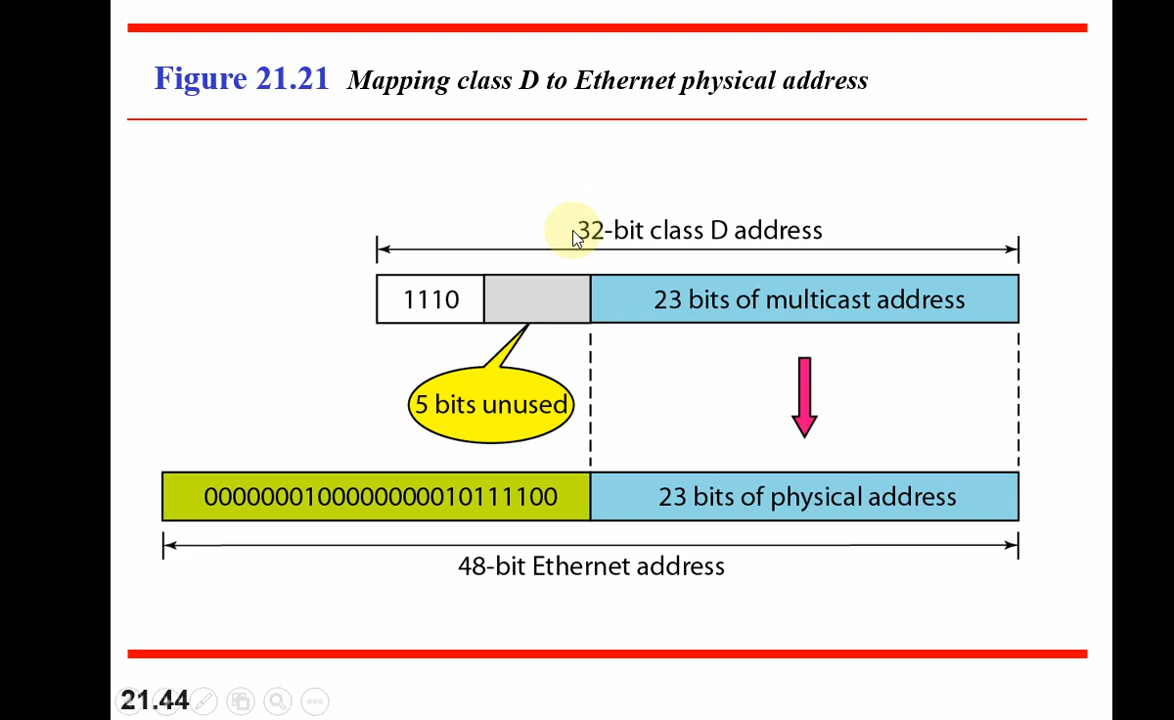 Figure 21.21 Mapping class D to Ethernet physical address
32-bit class D address
1110
23 bits of multicast address
5 bits unused
0000000100000000010111100
23 bits of physical address
48-bit Ethernet address
21.44